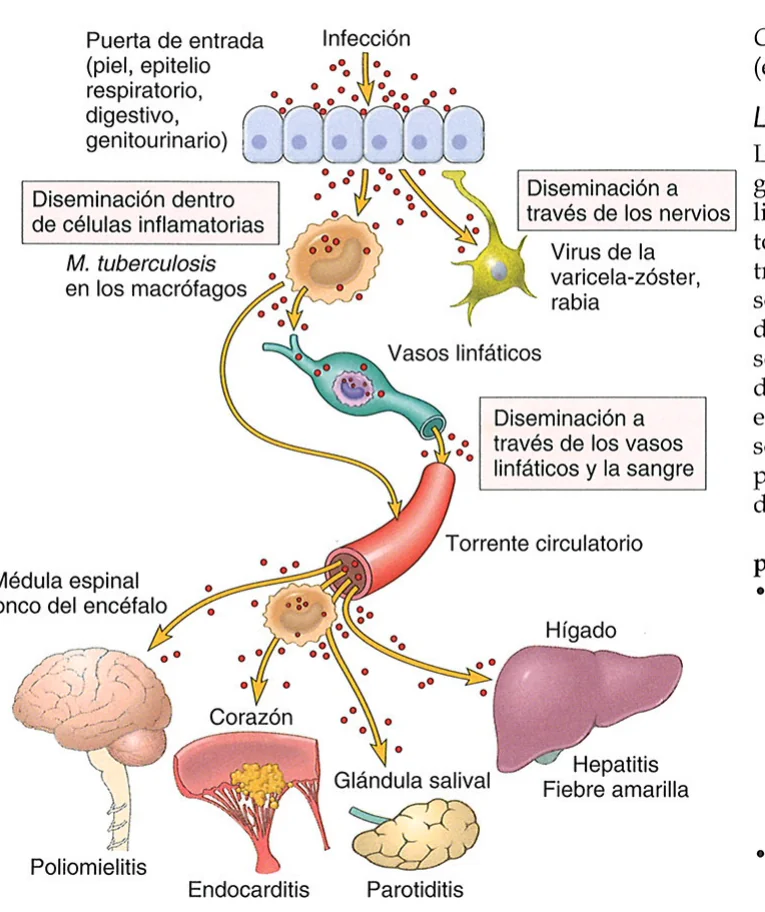 Puerta de entrada
(piel, epitelio
respiratorio,
digestivo,
genitourinario)
Infección
Diseminación dentro
de células inflamatorias
M. tuberculosis
en los macrófagos
Diseminación a
través de los nervios
Virus de la
varicela-zóster,
rabia
Vasos linfáticos
Diseminación a
través de los vasos
linfáticos y la sangre
Torrente circulatorio
Médula espinal
onco del encéfalo
Hígado
Corazón
Glándula salival
Hepatitis
Fiebre amarilla
Poliomielitis
Endocarditis
Parotiditis